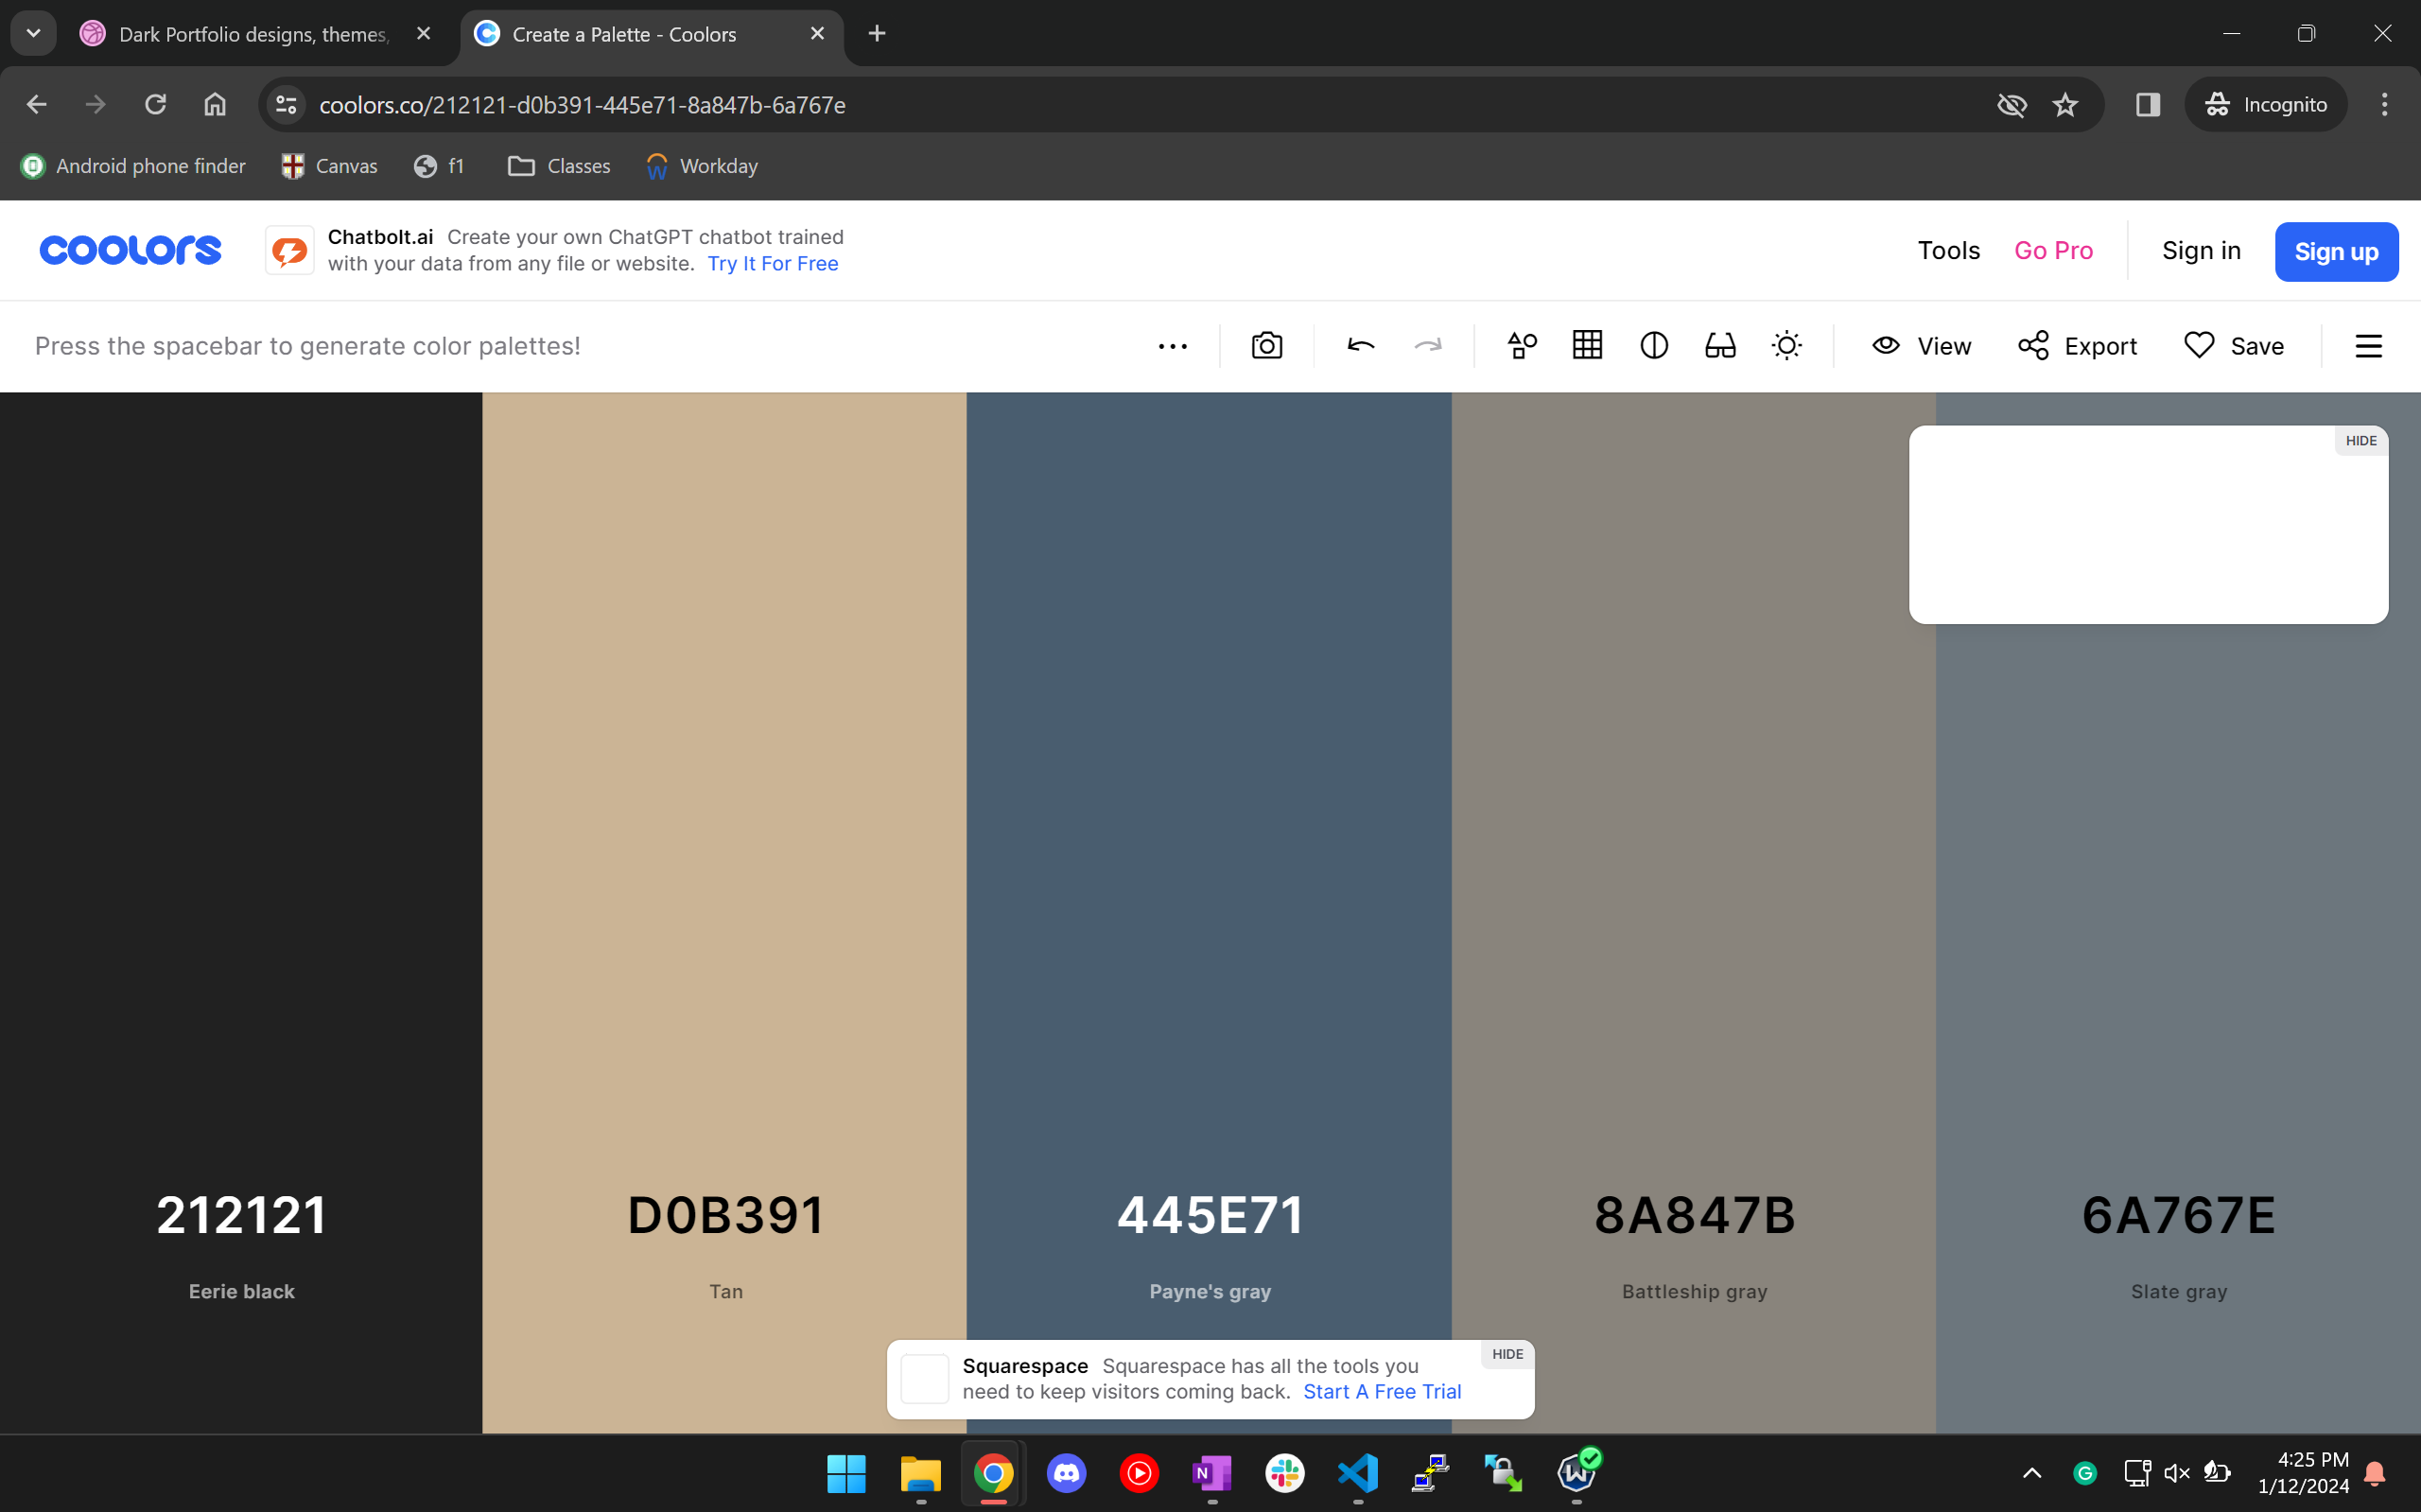 Dark Portfolio designs, themes,
Create a Palette - Coolors
coolors.co/212121-d0b391-445e71-8a847b-6a767e
Incognito
Android phone finder
Canvas
f1
Classes
Workday
coolors
Chatbolt.ai Create your own ChatGPT chatbot trained
with your data from any file or website. Try It For Free
Tools
Go Pro
Sign in
Sign up
Press the spacebar to generate color palettes!
View
Export
Save
HIDE
212121
D0B391
445E71
8A847B
6A767E
Eerie black
Tan
Payne's gray
Battleship gray
Slate gray
HIDE
Squarespace Squarespace has all the tools you
need to keep visitors coming back. Start A Free Trial
4:25 PM
1/12/2024